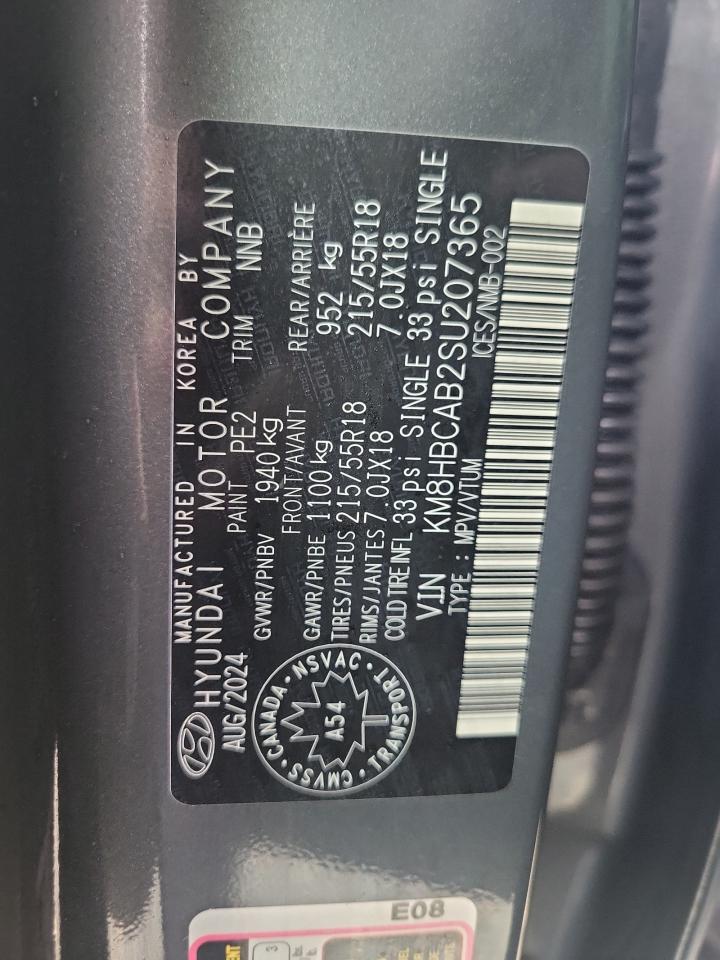 MANUFACTURED IN KOREA BY
HYUNDAI MOTOR COMPANY
AUG/2024 PAINT PE2 TRIM NNB
GVWR/PNBV 1940 kg
FRONT/AVANT REAR/ARRIÈRE
GAWR/PNBE 1100 kg 952 kg
TIRES/PNEUS 215/55R18 215/55R18
RIMS/JANTES 7.0JX18 7.0JX18
COLD TIRE INFL 33 psi SINGLE 33 psi SINGLE
VIN KM8HBCAB2SU207365
TYPE : MPV/VTUM ICES/NMB-002
CMVSS · CANADA · NSVAC · TRANSPORT ·
A54
E08
3